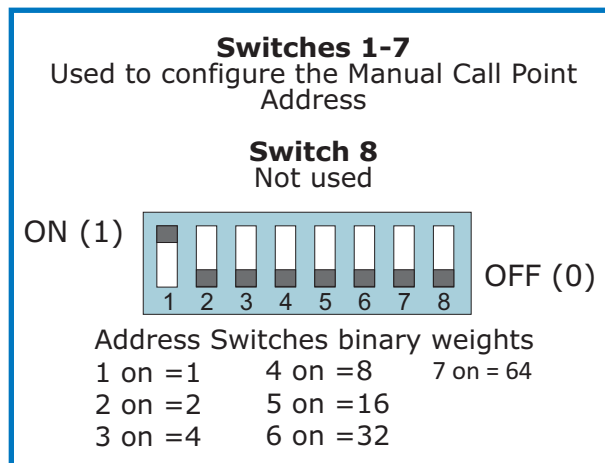 Switches 1-7
Used to configure the Manual Call Point
Address
Switch 8
Not used
ON (1)
OFF (0)
1 2 3 4 5 6 7 8
Address Switches binary weights
1 on =1 4 on =8 7 on = 64
2 on =2 5 on =16
3 on =4 6 on =32